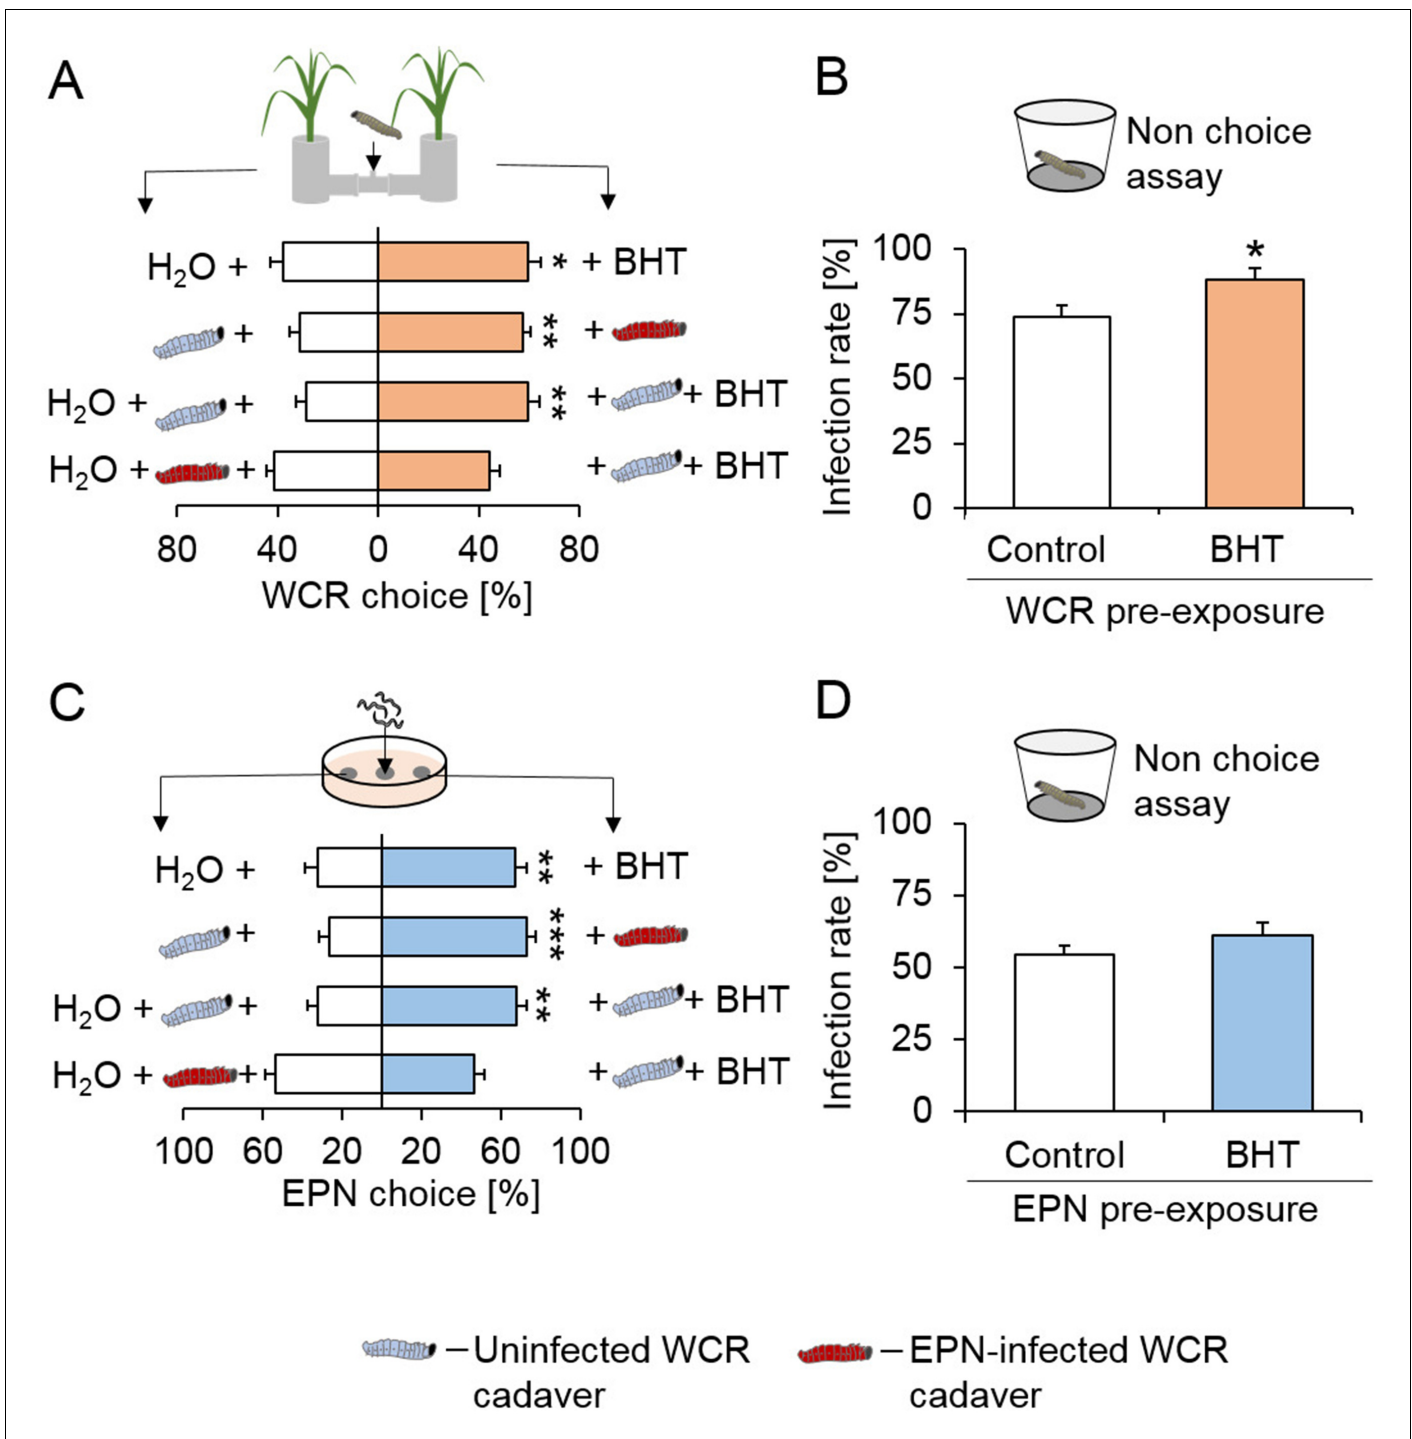 A
B
Non choice
assay
H₂O + * + BHT
+ ** +
H₂O + + ** + + BHT
H₂O + + + + BHT
80 40 0 40 80
WCR choice [%]
Infection rate [%]
100
75
50
25
0
*
Control BHT
WCR pre-exposure
C
D
Non choice
assay
H₂O + ** + BHT
+ *** +
H₂O + + ** + + BHT
H₂O + + + + BHT
100 60 20 20 60 100
EPN choice [%]
Infection rate [%]
100
75
50
25
0
Control BHT
EPN pre-exposure
– Uninfected WCR
cadaver
– EPN-infected WCR
cadaver